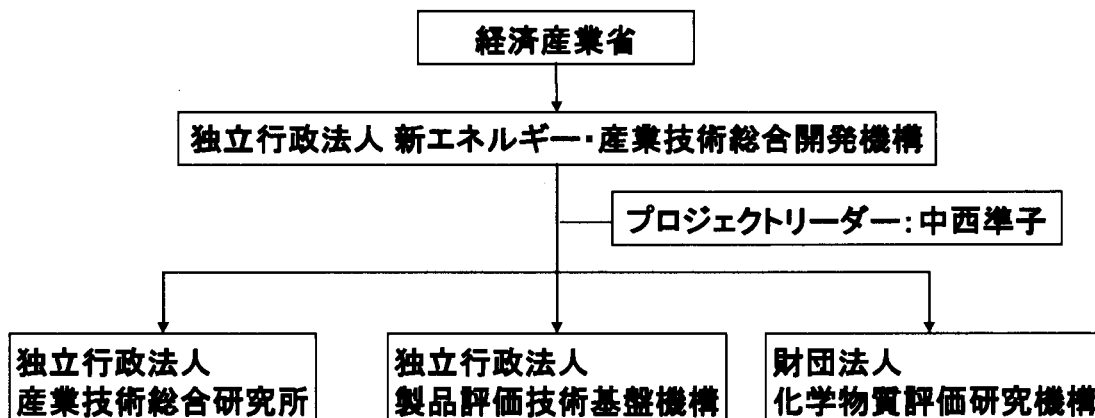 経済産業省
独立行政法人 新エネルギー・産業技術総合開発機構
プロジェクトリーダー:中西準子
独立行政法人
産業技術総合研究所
独立行政法人
製品評価技術基盤機構
財団法人
化学物質評価研究機構